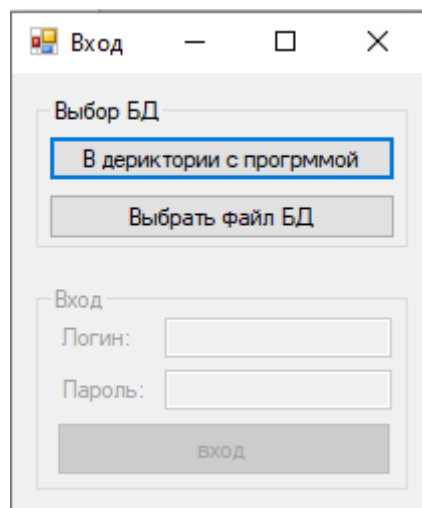 Вход
Выбор БД
В дериктории с прогрммой
Выбрать файл БД
Вход
Логин:
Пароль:
вход